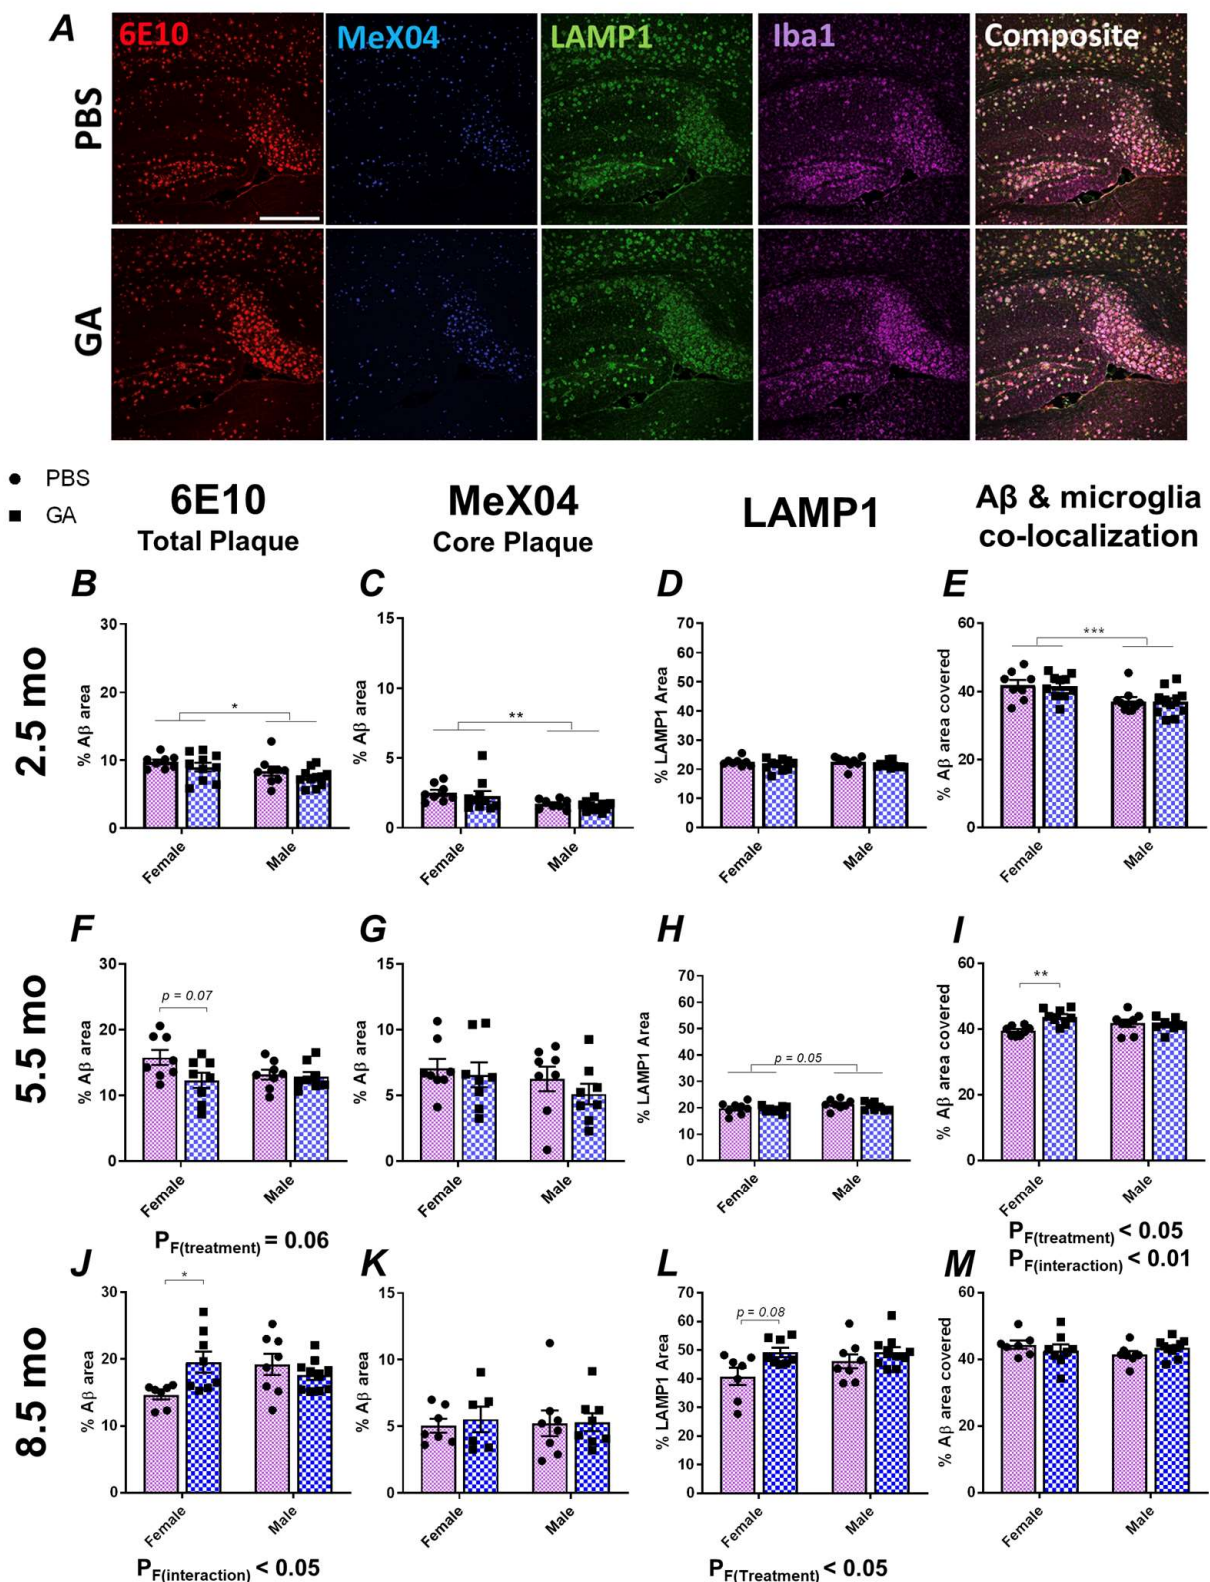 A
6E10 MeX04 LAMP1 Iba1 Composite
PBS
GA
● PBS
■ GA
6E10
Total Plaque
MeX04
Core Plaque
LAMP1
Aβ & microglia
co-localization
2.5 mo
B
% Aβ area
30
20
10
0
*
Female Male
C
% Aβ area
15
10
5
0
**
Female Male
D
% LAMP1 Area
70
60
50
40
30
20
10
0
Female Male
E
% Aβ area covered
60
40
20
0
***
Female Male
5.5 mo
F
% Aβ area
30
20
10
0
p = 0.07
Female Male
PF(treatment) = 0.06
G
% Aβ area
15
10
5
0
Female Male
H
% LAMP1 Area
70
60
50
40
30
20
10
0
p = 0.05
Female Male
I
% Aβ area covered
60
40
20
0
**
Female Male
PF(treatment) < 0.05
PF(interaction) < 0.01
8.5 mo
J
% Aβ area
30
20
10
0
*
Female Male
PF(interaction) < 0.05
K
% Aβ area
15
10
5
0
Female Male
L
% LAMP1 Area
70
60
50
40
30
20
10
0
p = 0.08
Female Male
PF(Treatment) < 0.05
M
% Aβ area covered
60
40
20
0
Female Male